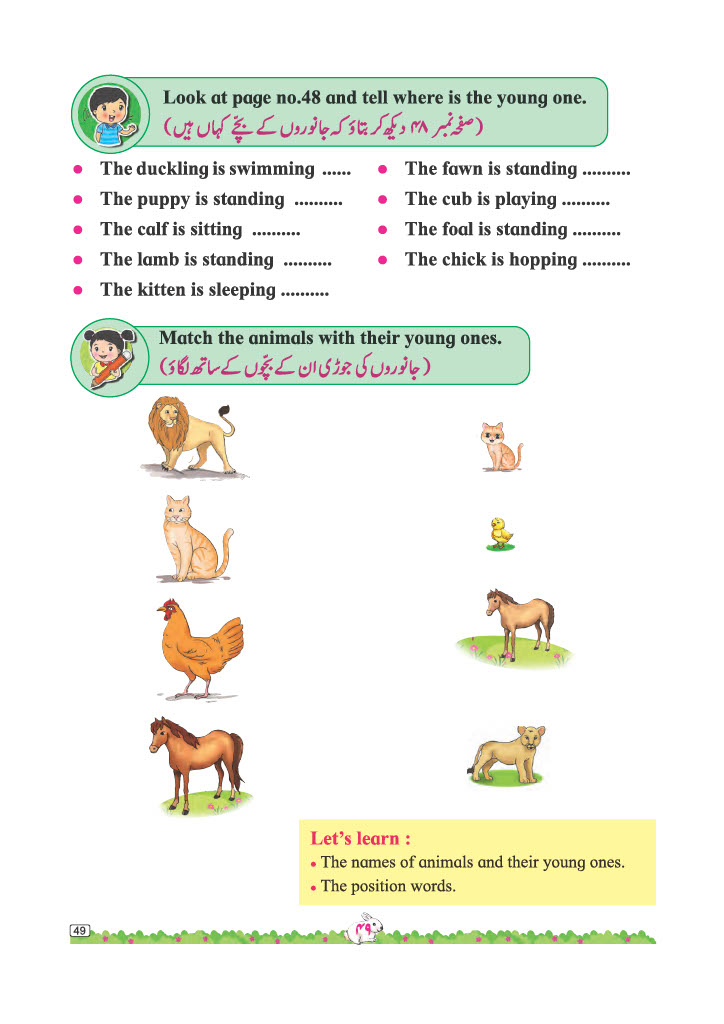 Look at page no.48 and tell where is the young one.
(صفحہ نمبر ۴۸ دیکھ کر بتاؤ کہ جانوروں کے بچّے کہاں ہیں)
● The duckling is swimming ......
● The puppy is standing ..........
● The calf is sitting ..........
● The lamb is standing ..........
● The kitten is sleeping ..........
● The fawn is standing ..........
● The cub is playing ..........
● The foal is standing ..........
● The chick is hopping ..........
Match the animals with their young ones.
(جانوروں کی جوڑی ان کے بچّوں کے ساتھ لگاؤ)
Let's learn :
● The names of animals and their young ones.
● The position words.
49
۴۹